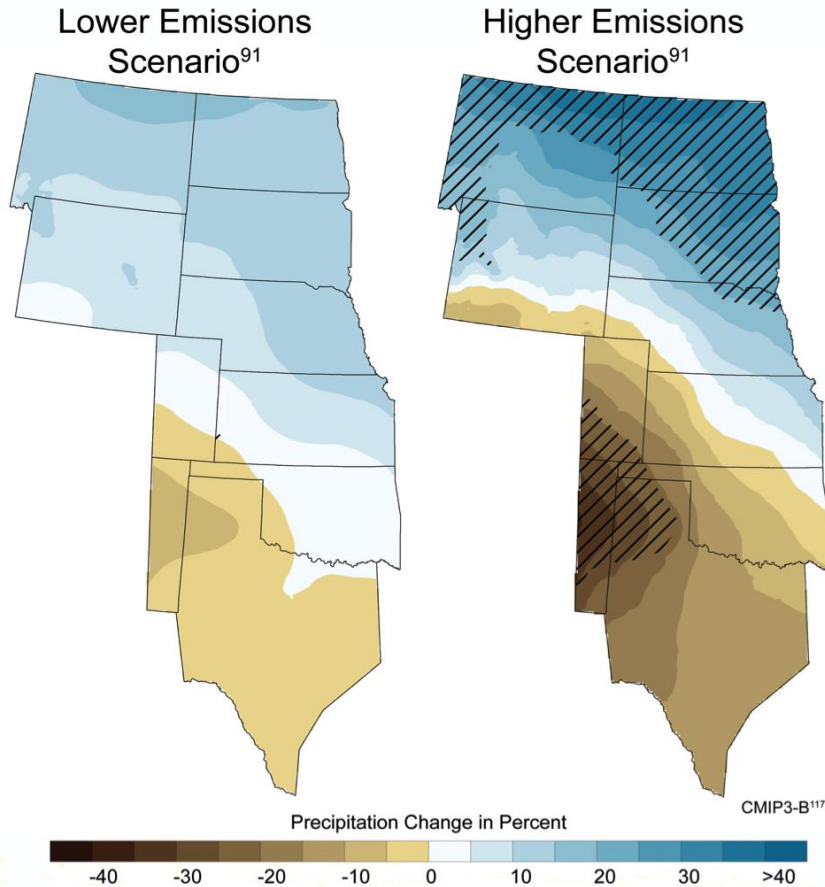 Lower Emissions
Scenario91
Higher Emissions
Scenario91
CMIP3-B117
Precipitation Change in Percent
-40 -30 -20 -10 0 10 20 30 >40